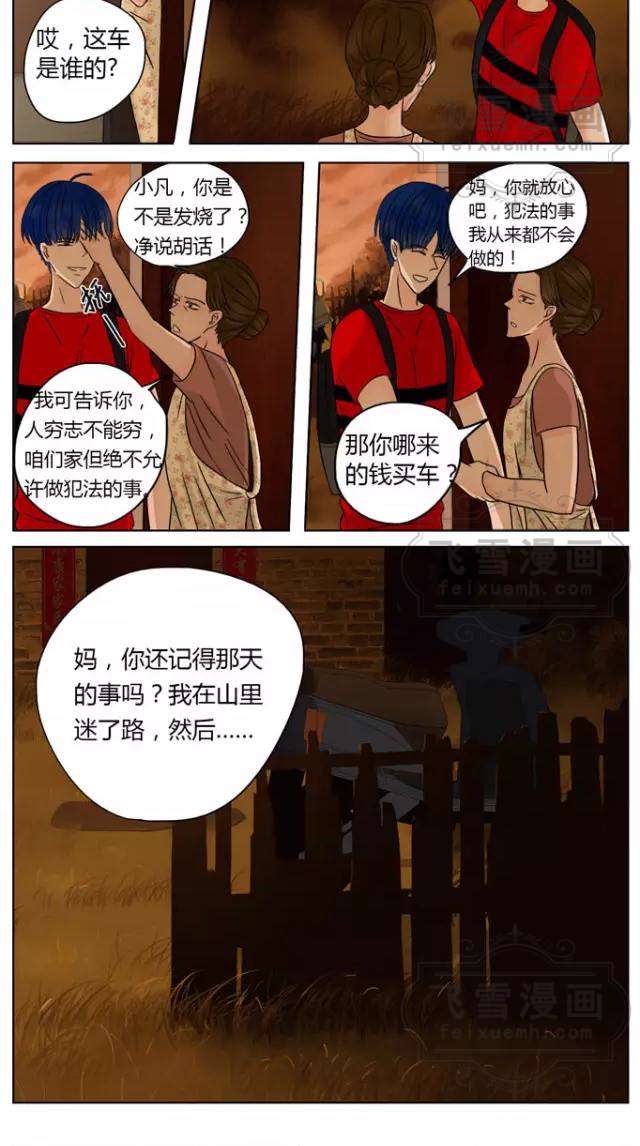 哎，这车
是谁的?
飞雪漫画
feixuemh.com
小凡，你是
不是发烧了？
净说胡话！
抚
我可告诉你，
人穷志不能穷，
咱们家但绝不允
许做犯法的事
妈，你就放心
吧，犯法的事
我从来都不会
做的！
那你哪来
的钱买车？
飞雪漫画
feixuemh.com
妈，你还记得那天
的事吗？我在山里
迷了路，然后……
飞雪漫画
feixuemh.com